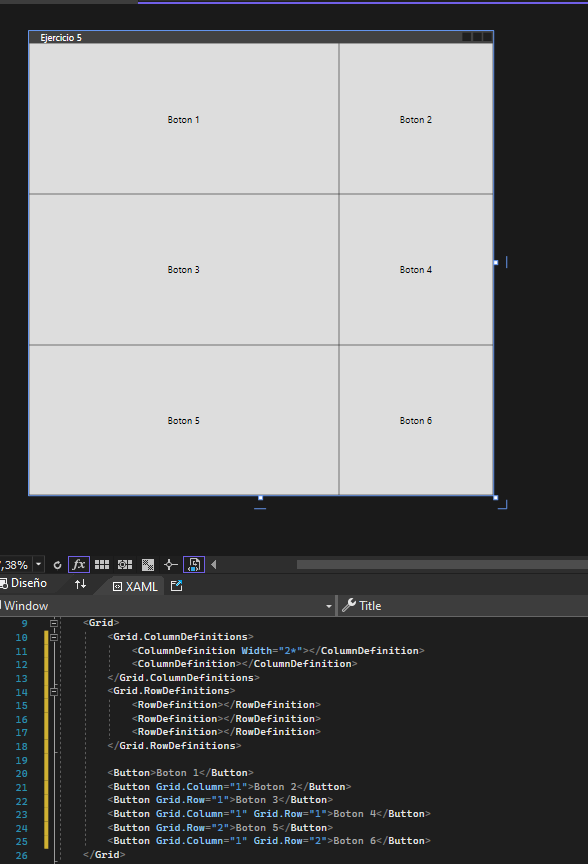 Ejercicio 5
Boton 1
Boton 2
Boton 3
Boton 4
Boton 5
Boton 6
,38%
fx
Diseño
XAML
Window
Title
9 <Grid>
10 <Grid.ColumnDefinitions>
11 <ColumnDefinition Width="2*"></ColumnDefinition>
12 <ColumnDefinition></ColumnDefinition>
13 </Grid.ColumnDefinitions>
14 <Grid.RowDefinitions>
15 <RowDefinition></RowDefinition>
16 <RowDefinition></RowDefinition>
17 <RowDefinition></RowDefinition>
18 </Grid.RowDefinitions>
19
20 <Button>Boton 1</Button>
21 <Button Grid.Column="1">Boton 2</Button>
22 <Button Grid.Row="1">Boton 3</Button>
23 <Button Grid.Column="1" Grid.Row="1">Boton 4</Button>
24 <Button Grid.Row="2">Boton 5</Button>
25 <Button Grid.Column="1" Grid.Row="2">Boton 6</Button>
26 </Grid>